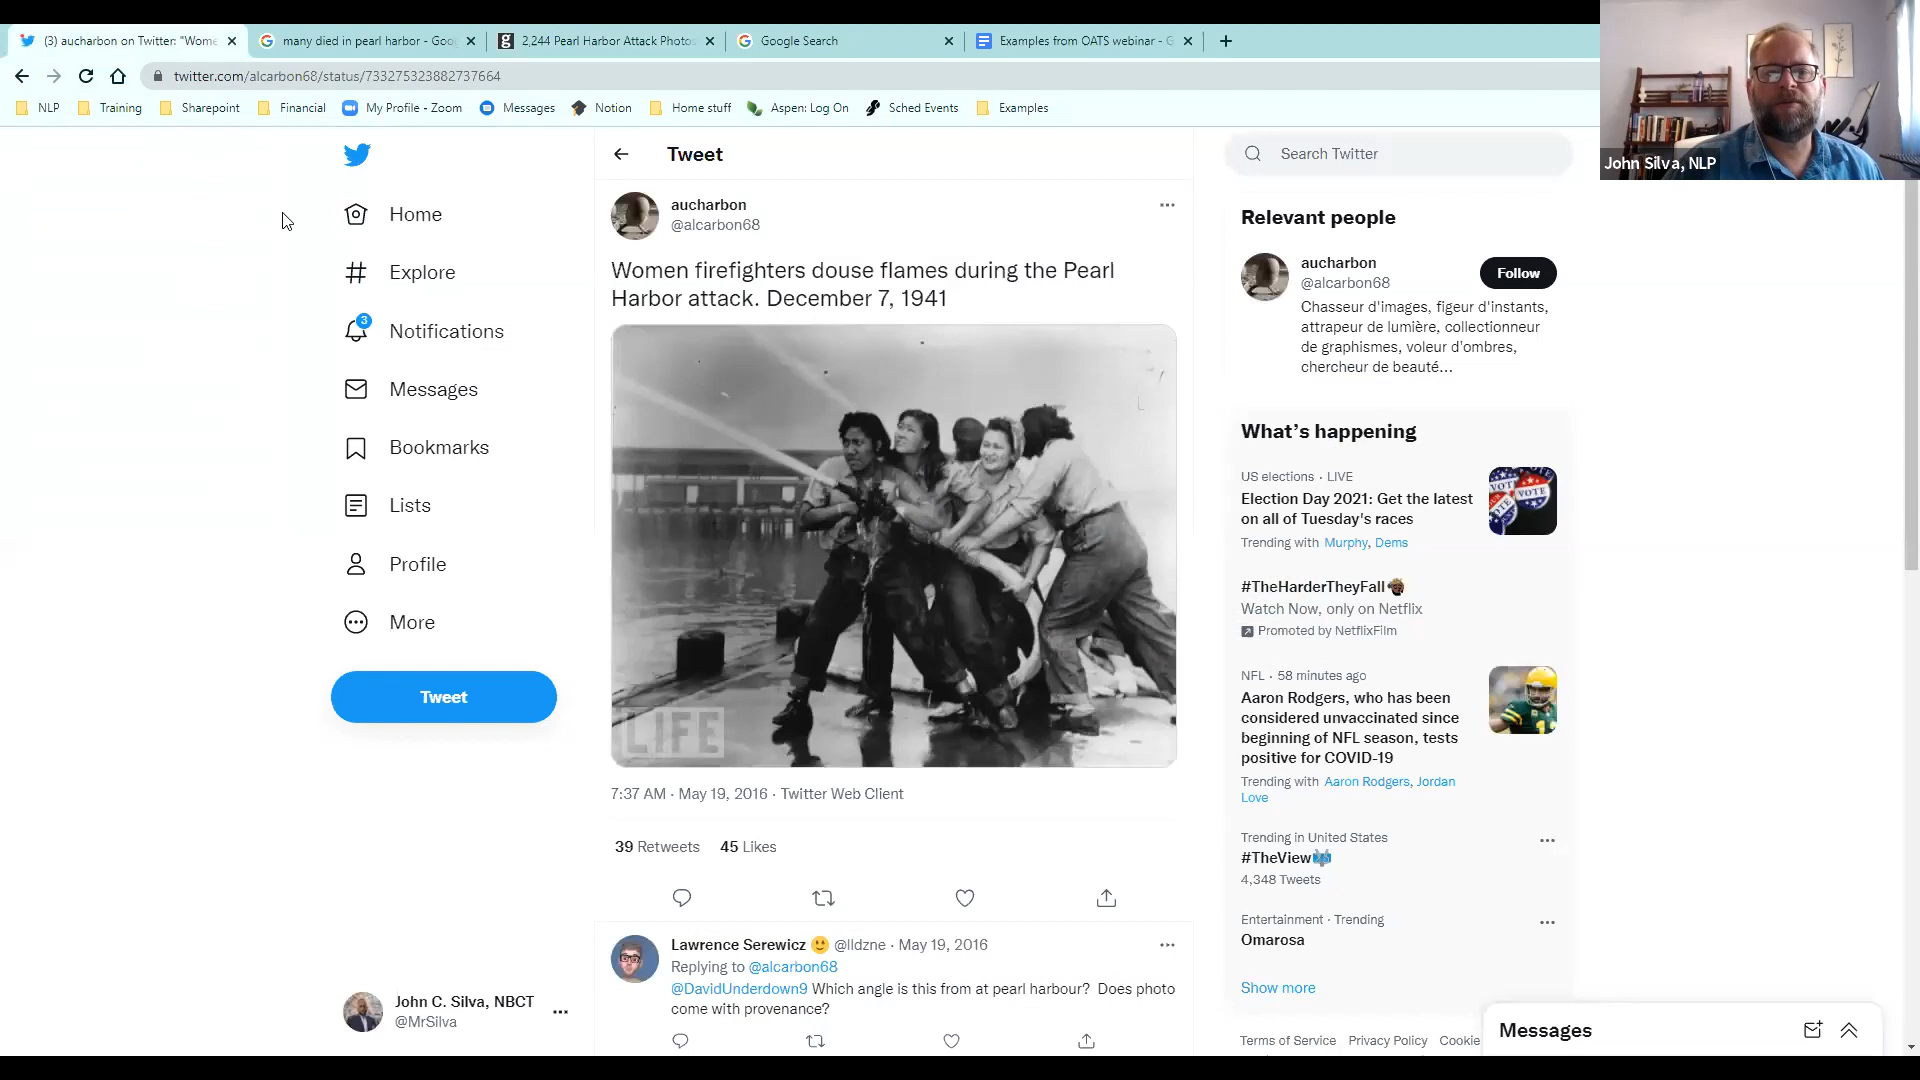 (3) aucharbon on Twitter: "Wome
many died in pearl harbor - Goo
2,244 Pearl Harbor Attack Photos
Google Search
Examples from OATS webinar - G
twitter.com/alcarbon68/status/733275323882737664
NLP
Training
Sharepoint
Financial
My Profile - Zoom
Messages
Notion
Home stuff
Aspen: Log On
Sched Events
Examples
John Silva, NLP
Home
Explore
3
Notifications
Messages
Bookmarks
Lists
Profile
More
Tweet
John C. Silva, NBCT
@MrSilva
Tweet
aucharbon
@alcarbon68
Women firefighters douse flames during the Pearl
Harbor attack. December 7, 1941
LIFE
7:37 AM · May 19, 2016 · Twitter Web Client
39 Retweets 45 Likes
Lawrence Serewicz @lldzne · May 19, 2016
Replying to @alcarbon68
@DavidUnderdown9 Which angle is this from at pearl harbour? Does photo
come with provenance?
Search Twitter
Relevant people
aucharbon
@alcarbon68
Follow
Chasseur d'images, figeur d'instants,
attrapeur de lumière, collectionneur
de graphismes, voleur d'ombres,
chercheur de beauté...
What's happening
US elections · LIVE
Election Day 2021: Get the latest
on all of Tuesday's races
Trending with Murphy, Dems
#TheHarderTheyFall
Watch Now, only on Netflix
Promoted by NetflixFilm
NFL · 58 minutes ago
Aaron Rodgers, who has been
considered unvaccinated since
beginning of NFL season, tests
positive for COVID-19
Trending with Aaron Rodgers, Jordan
Love
Trending in United States
#TheView
4,348 Tweets
Entertainment · Trending
Omarosa
Show more
Terms of Service Privacy Policy Cookie
Messages